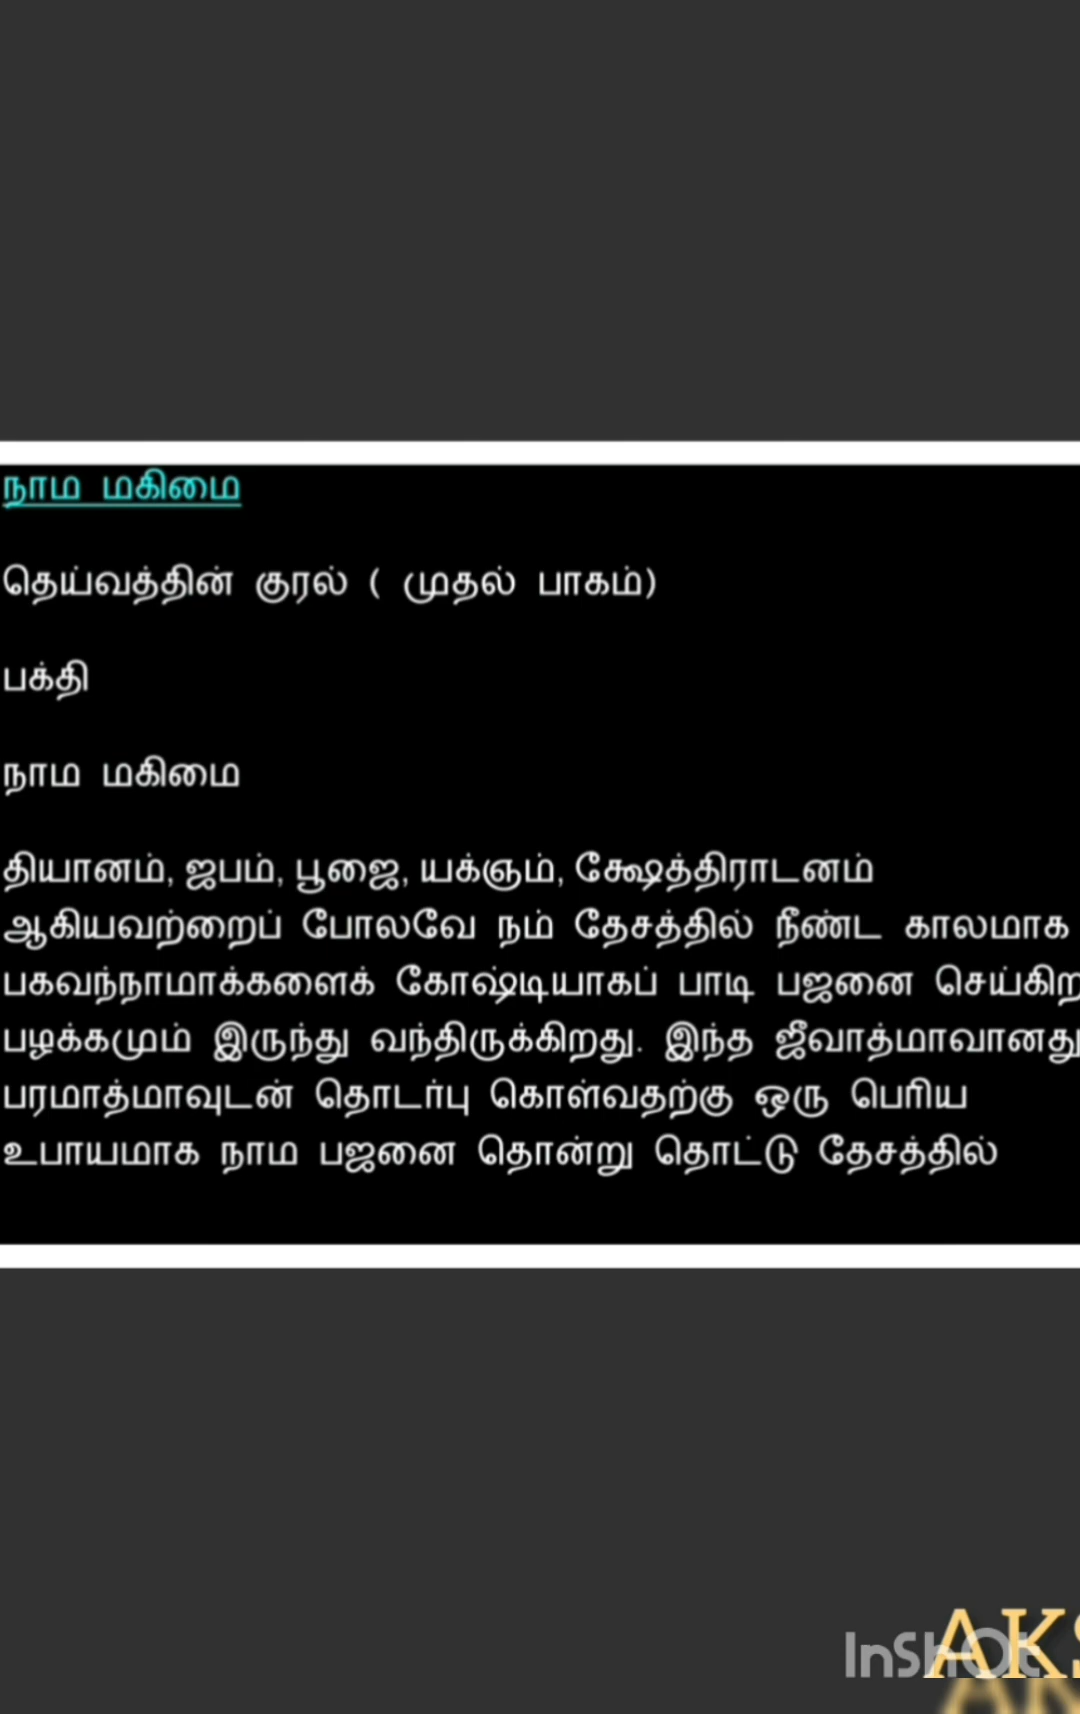 நாம மகிமை
தெய்வத்தின் குரல் ( முதல் பாகம்)
பக்தி
நாம மகிமை
தியானம், ஜபம், பூஜை, யக்ஞம், க்ஷேத்திராடனம்
ஆகியவற்றைப் போலவே நம் தேசத்தில் நீண்ட காலமாக
பகவந்நாமாக்களைக் கோஷ்டியாகப் பாடி பஜனை செய்கிற
பழக்கமும் இருந்து வந்திருக்கிறது. இந்த ஜீவாத்மாவானது
பரமாத்மாவுடன் தொடர்பு கொள்வதற்கு ஒரு பெரிய
உபாயமாக நாம பஜனை தொன்று தொட்டு தேசத்தில்
InShOt
AKS